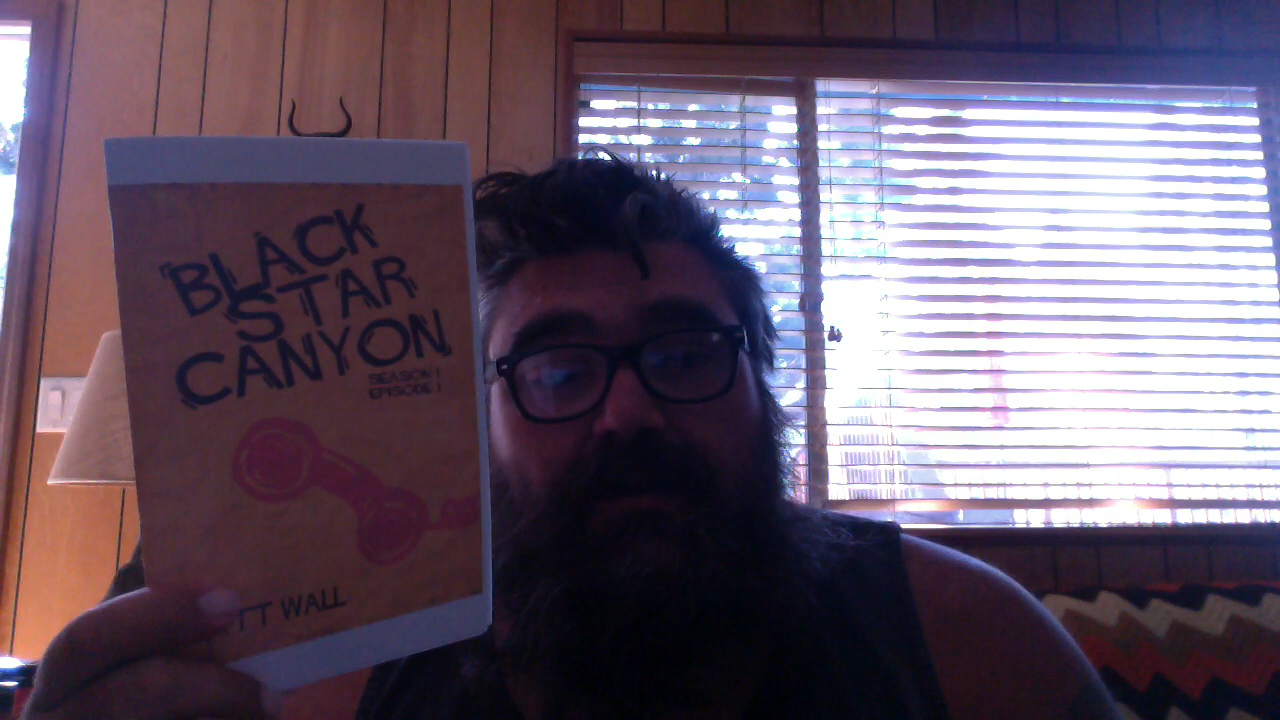 BLACK
STAR
CANYON
SEASON 1
EPISODE 1
WALL